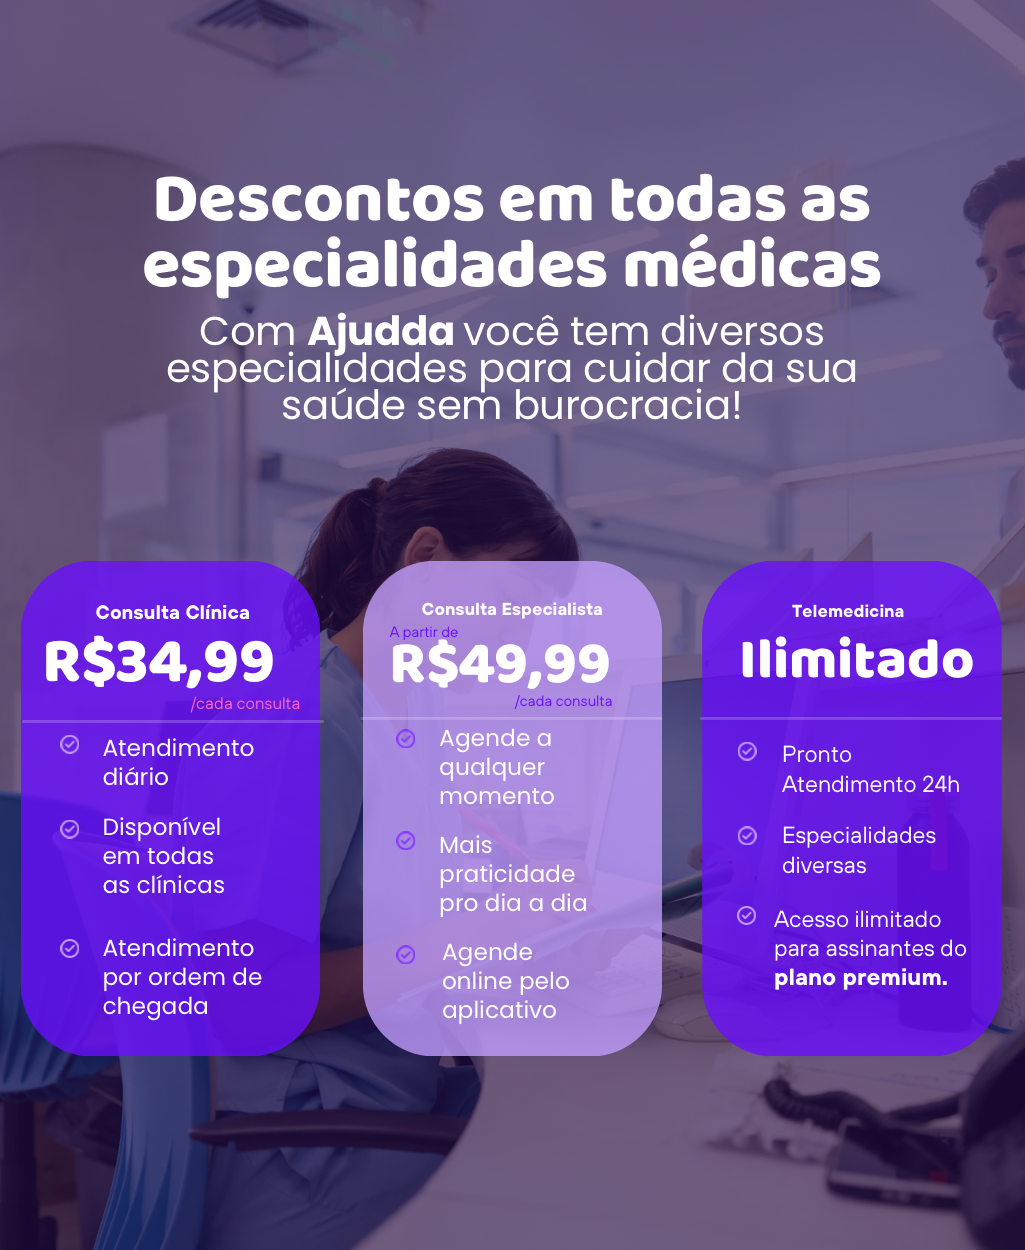 Descontos em todas as
especialidades médicas
Com Ajudda você tem diversos
especialidades para cuidar da sua
saúde sem burocracia!
Consulta Clínica
R$34,99
/cada consulta
Atendimento
diário
Disponível
em todas
as clínicas
Atendimento
por ordem de
chegada
Consulta Especialista
A partir de
R$49,99
/cada consulta
Agende a
qualquer
momento
Mais
praticidade
pro dia a dia
Agende
online pelo
aplicativo
Telemedicina
Ilimitado
Pronto
Atendimento 24h
Especialidades
diversas
Acesso ilimitado
para assinantes do
plano premium.